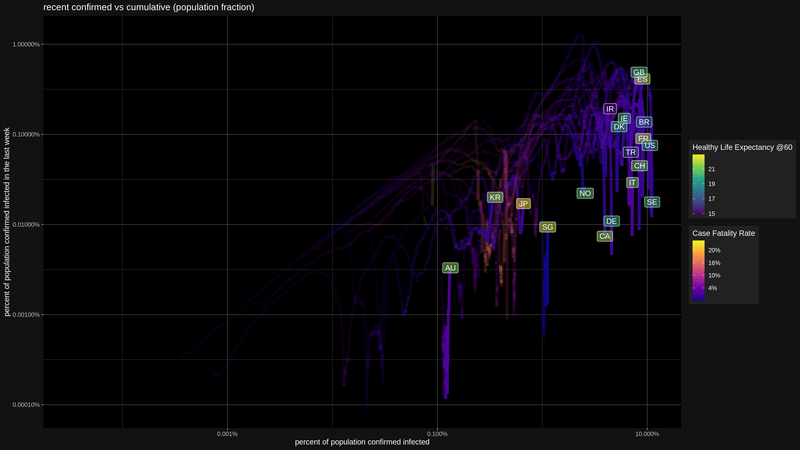 recent confirmed vs cumulative (population fraction)
percent of population confirmed infected in the last week
1.00000%
0.10000%
0.01000%
0.00100%
0.00010%
GB
ES
IR
IE
DK
BR
FR
US
TR
CH
IT
NO
SE
KR
JP
DE
SG
CA
AU
0.001%
0.100%
10.000%
percent of population confirmed infected
Healthy Life Expectancy @60
21
19
17
15
Case Fatality Rate
20%
16%
10%
4%